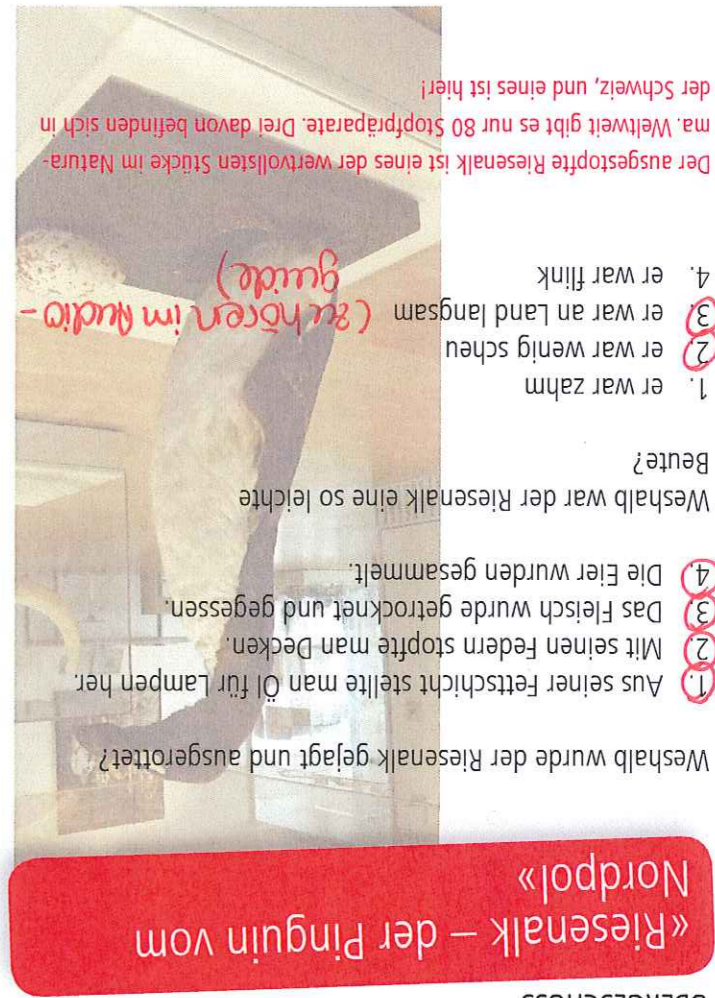 OBERGESCHOSS
«Riesenalk – der Pinguin vom
Nordpol»
Weshalb wurde der Riesenalk gejagt und ausgerottet?
1. Aus seiner Fettschicht stellte man Öl für Lampen her.
2. Mit seinen Federn stopfte man Decken.
3. Das Fleisch wurde getrocknet und gegessen.
4. Die Eier wurden gesammelt.
Weshalb war der Riesenalk eine so leichte
Beute?
1. er war zahm
2. er war wenig scheu
3. er war an Land langsam (zu hören im Audio-
4. er war flink guide)
Der ausgestopfte Riesenalk ist eines der wertvollsten Stücke im Natura-
ma. Weltweit gibt es nur 80 Stopfpräparate. Drei davon befinden sich in
der Schweiz, und eines ist hier!